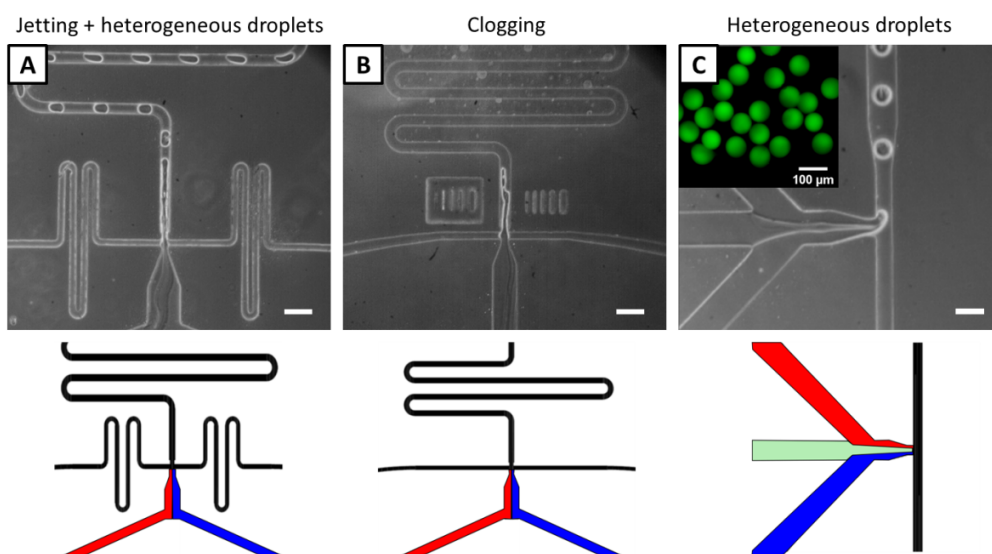 Jetting + heterogeneous droplets
Clogging
Heterogeneous droplets
A
B
C
100 µm